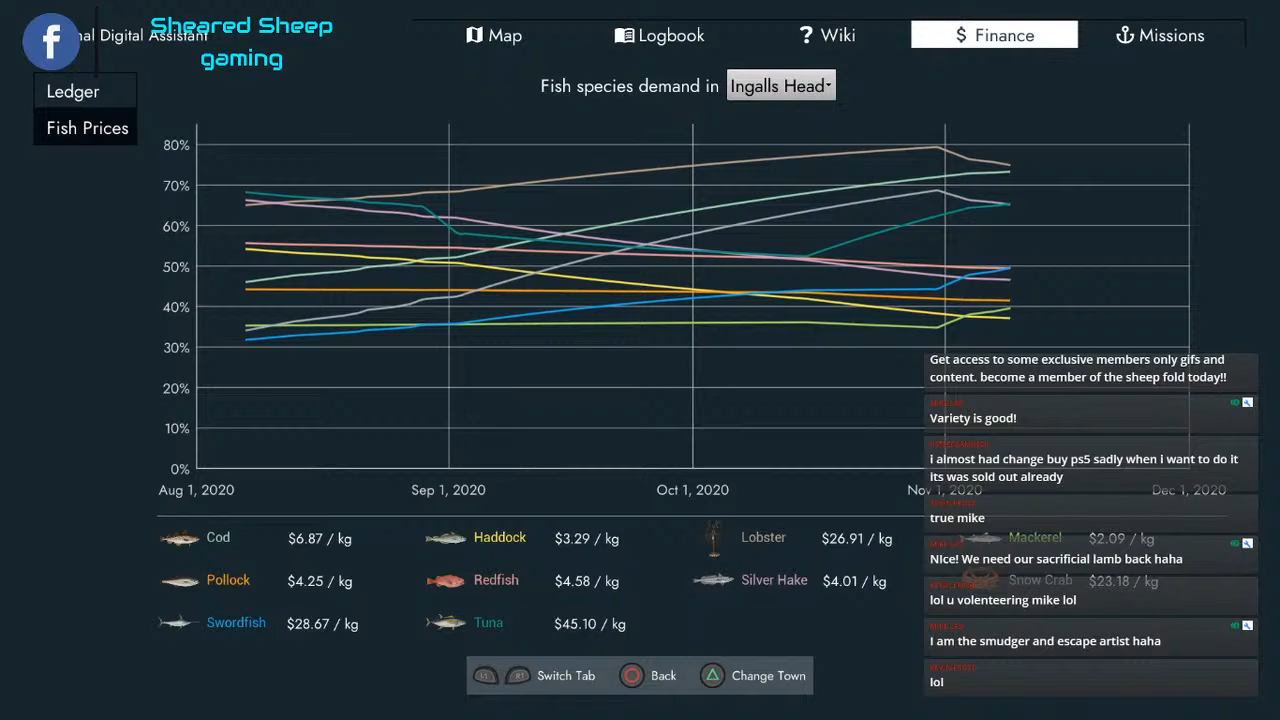 Sheared Sheep
gaming
nal Digital Assistant
Map
Logbook
? Wiki
$ Finance
Missions
Ledger
Fish Prices
Fish species demand in Ingalls Head
80%
70%
60%
50%
40%
30%
20%
10%
0%
Aug 1, 2020
Sep 1, 2020
Oct 1, 2020
Nov 1, 2020
Dec 1, 2020
Cod $6.87 / kg
Haddock $3.29 / kg
Lobster $26.91 / kg
Mackerel $2.09 / kg
Pollock $4.25 / kg
Redfish $4.58 / kg
Silver Hake $4.01 / kg
Snow Crab $23.18 / kg
Swordfish $28.67 / kg
Tuna $45.10 / kg
L1 R1 Switch Tab
Back
Change Town
Get access to some exclusive members only gifs and
content. become a member of the sheep fold today!!
Variety is good!
i almost had change buy ps5 sadly when i want to do it
its was sold out already
true mike
Nice! We need our sacrificial lamb back haha
lol u volenteering mike lol
I am the smudger and escape artist haha
lol